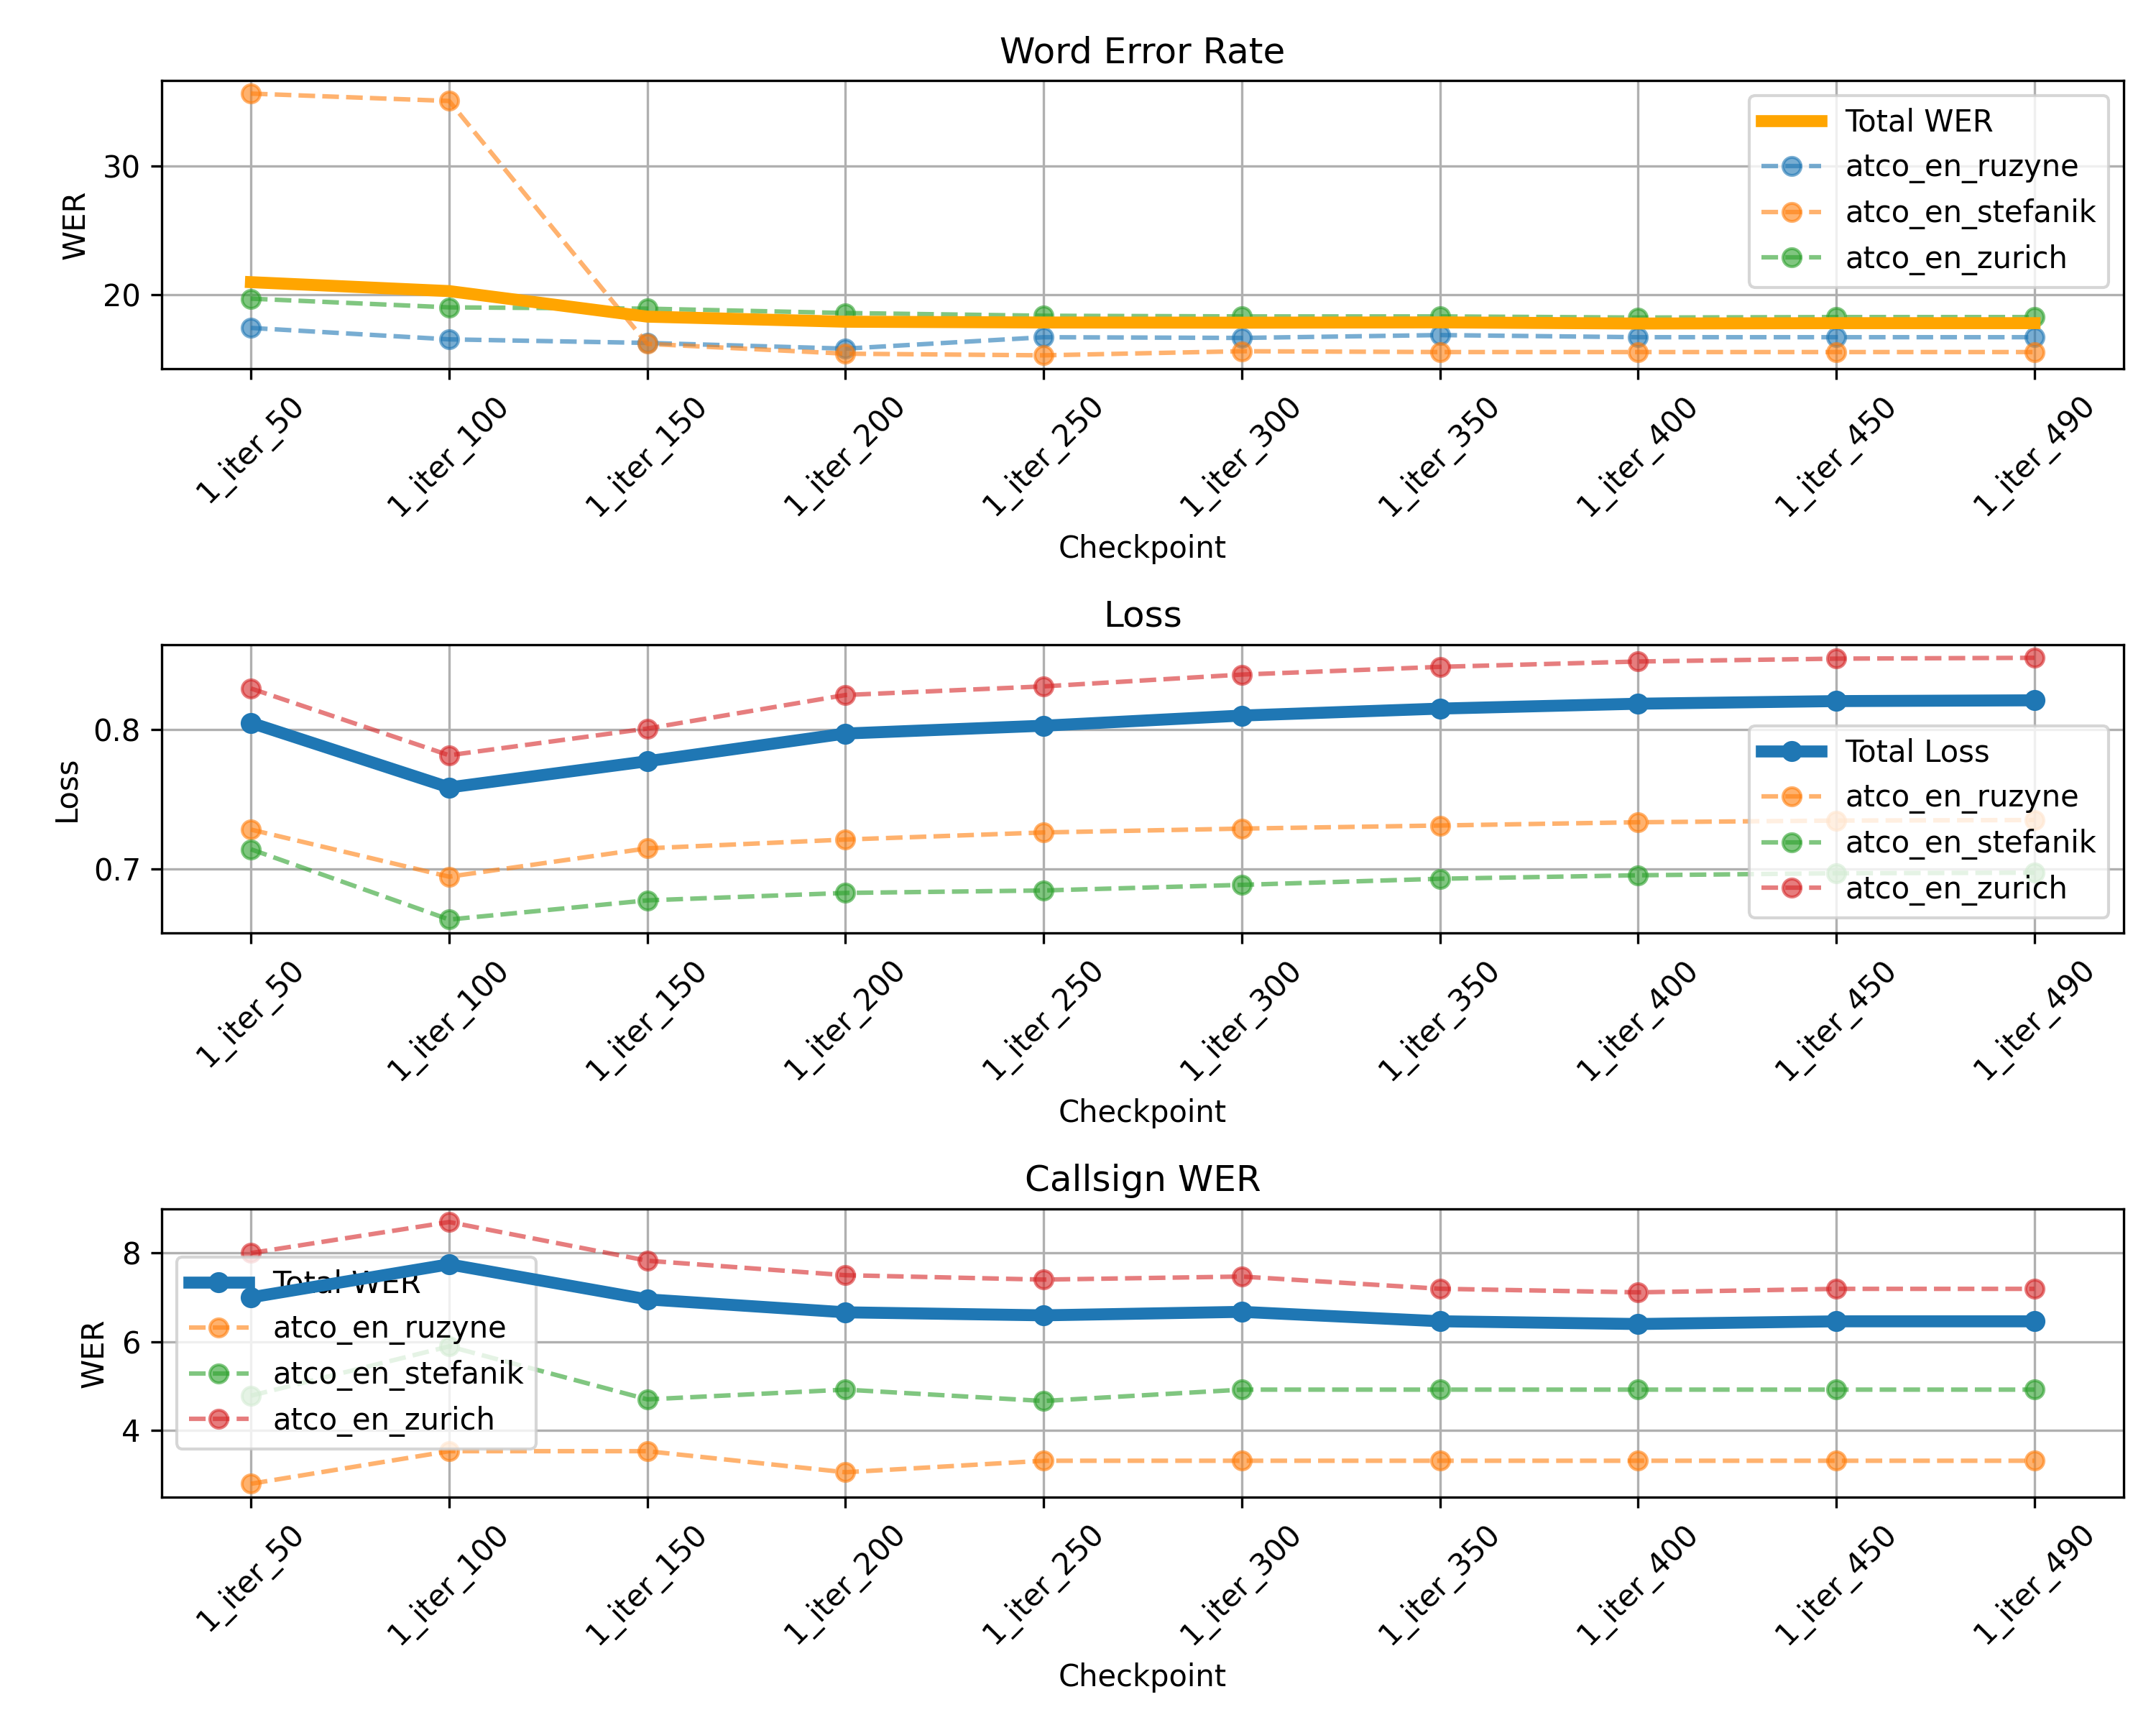 Word Error Rate
WER
30
20
Total WER
atco_en_ruzyne
atco_en_stefanik
atco_en_zurich
1_iter_50
1_iter_100
1_iter_150
1_iter_200
1_iter_250
1_iter_300
1_iter_350
1_iter_400
1_iter_450
1_iter_490
Checkpoint
Loss
Loss
0.8
0.7
Total Loss
atco_en_ruzyne
atco_en_stefanik
atco_en_zurich
1_iter_50
1_iter_100
1_iter_150
1_iter_200
1_iter_250
1_iter_300
1_iter_350
1_iter_400
1_iter_450
1_iter_490
Checkpoint
Callsign WER
WER
8
6
4
Total WER
atco_en_ruzyne
atco_en_stefanik
atco_en_zurich
1_iter_50
1_iter_100
1_iter_150
1_iter_200
1_iter_250
1_iter_300
1_iter_350
1_iter_400
1_iter_450
1_iter_490
Checkpoint